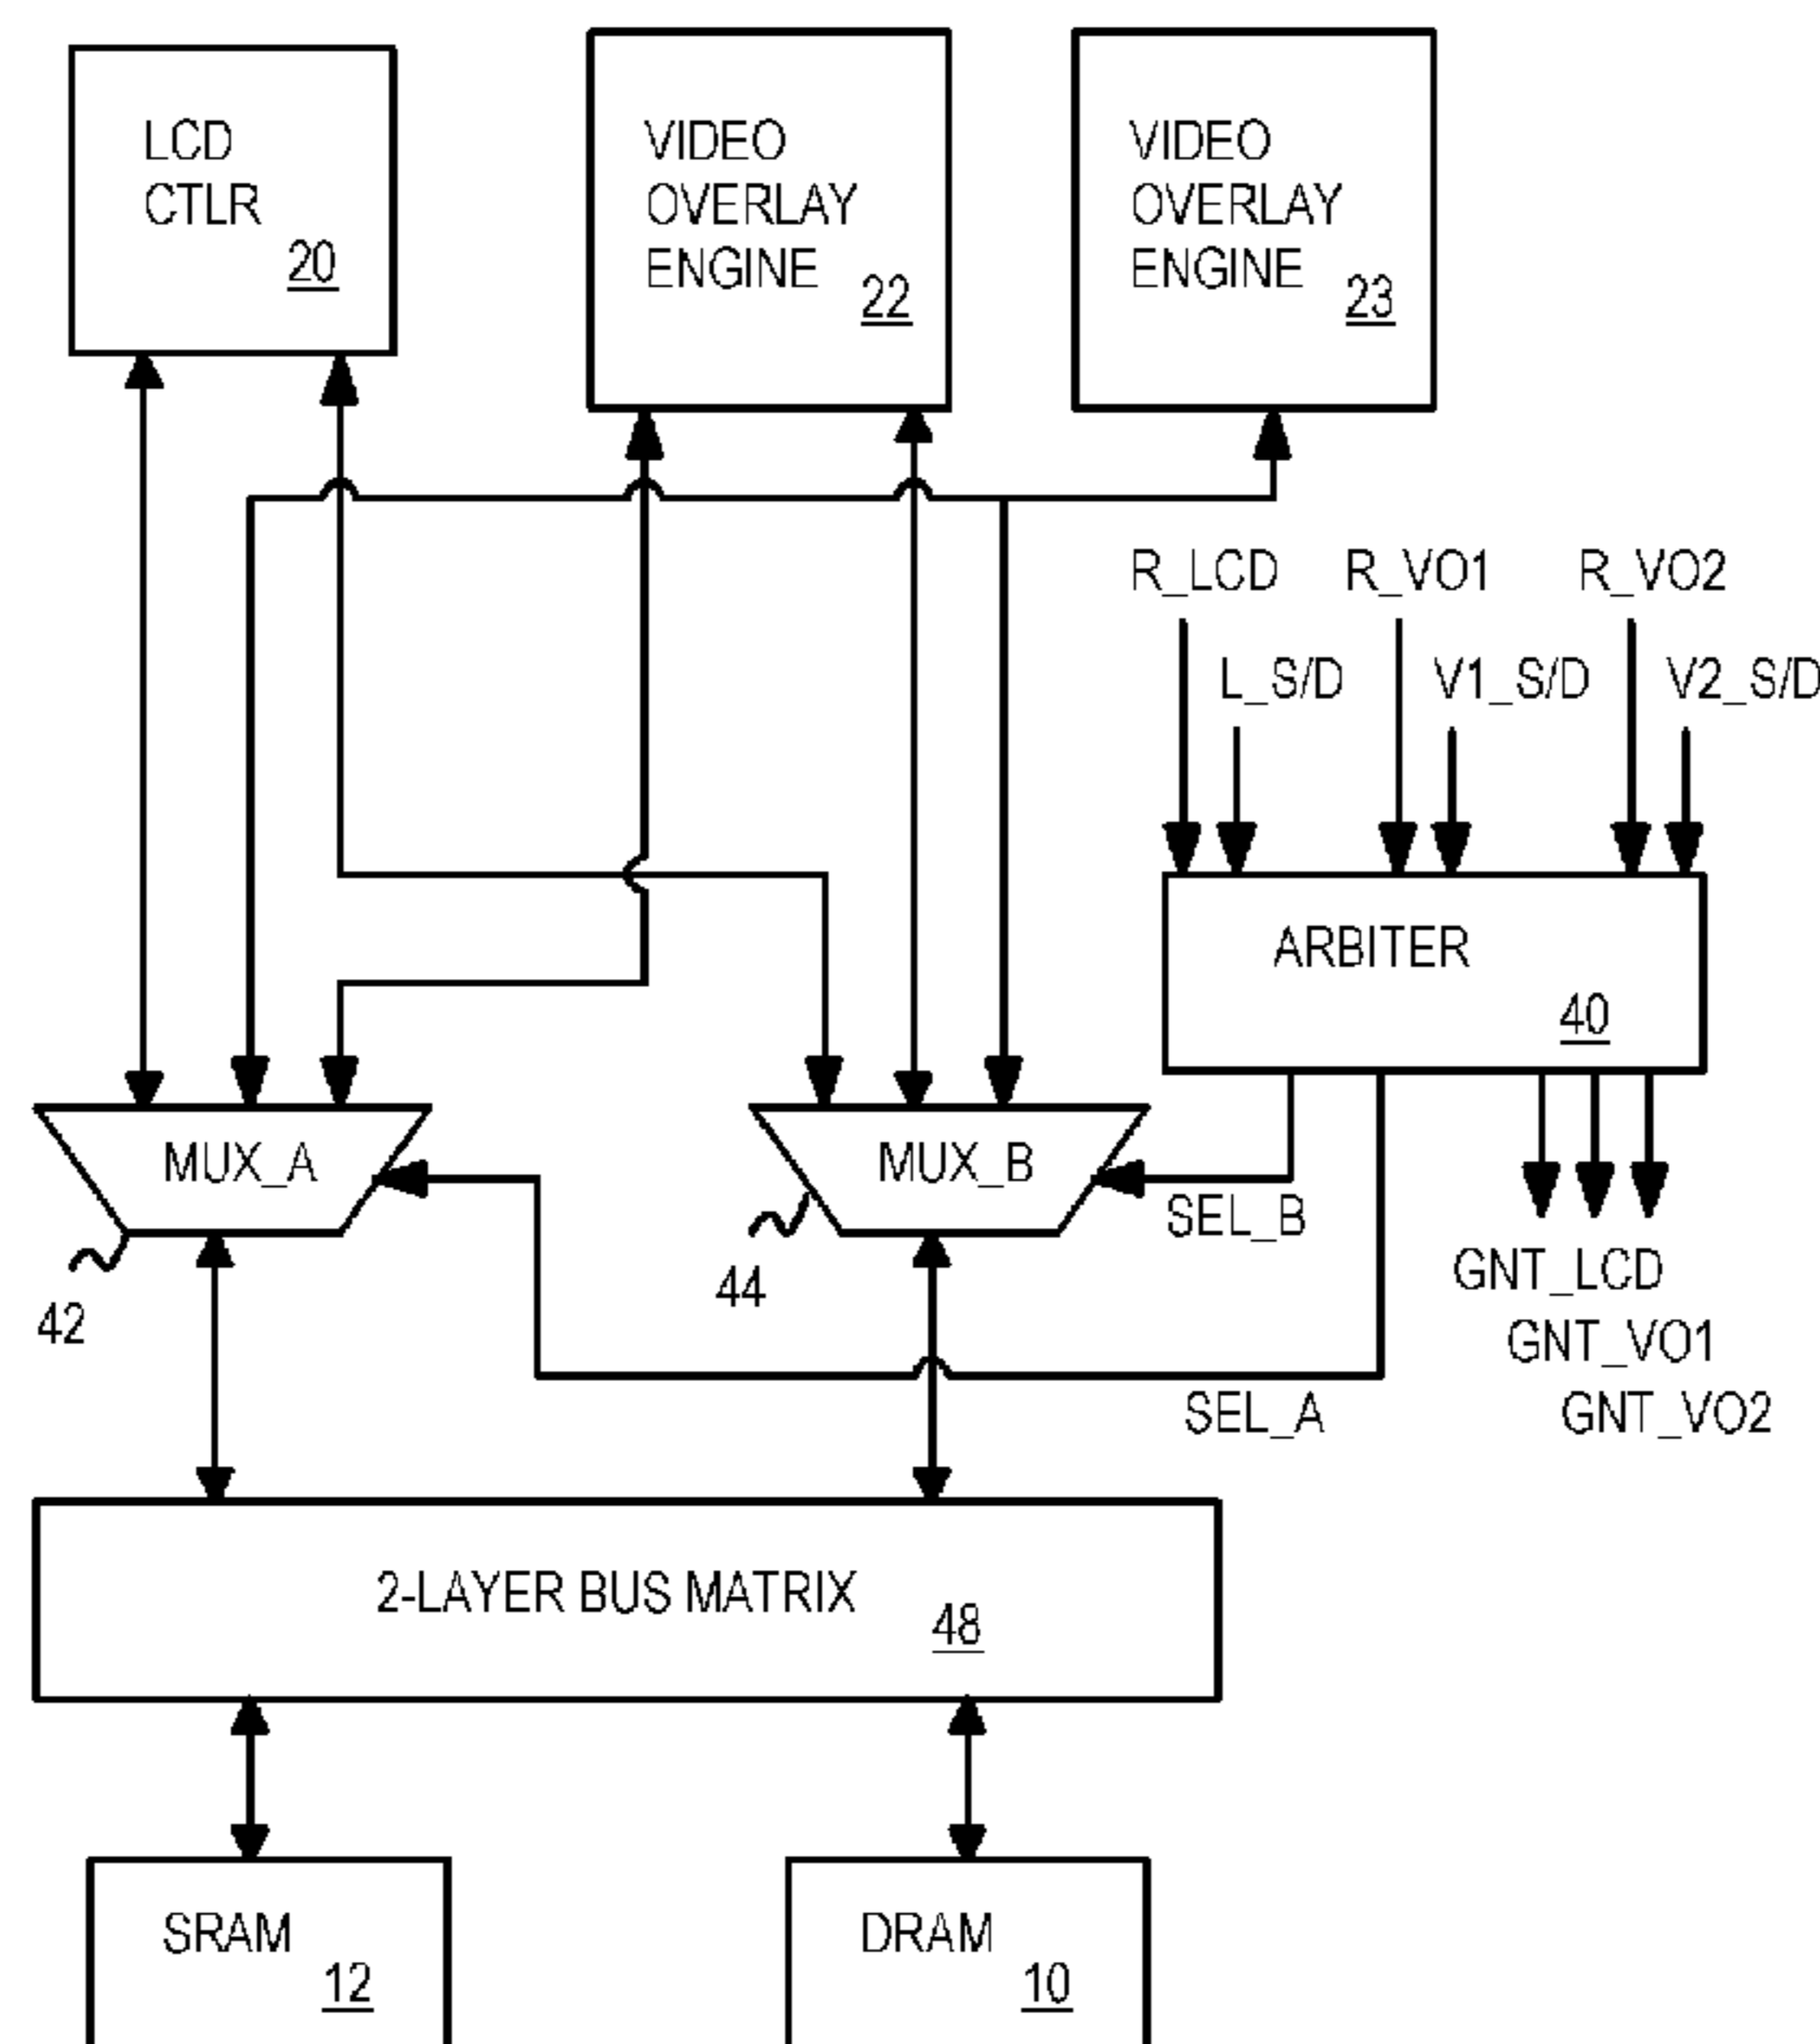 LCD
CTLR
20
VIDEO
OVERLAY
ENGINE
22
VIDEO
OVERLAY
ENGINE
23
R_LCD
R_VO1
R_VO2
L_S/D
V1_S/D
V2_S/D
ARBITER
40
MUX_A
MUX_B
SEL_B
42
44
GNT_LCD
GNT_VO1
GNT_VO2
SEL_A
2-LAYER BUS MATRIX
48
SRAM
12
DRAM
10